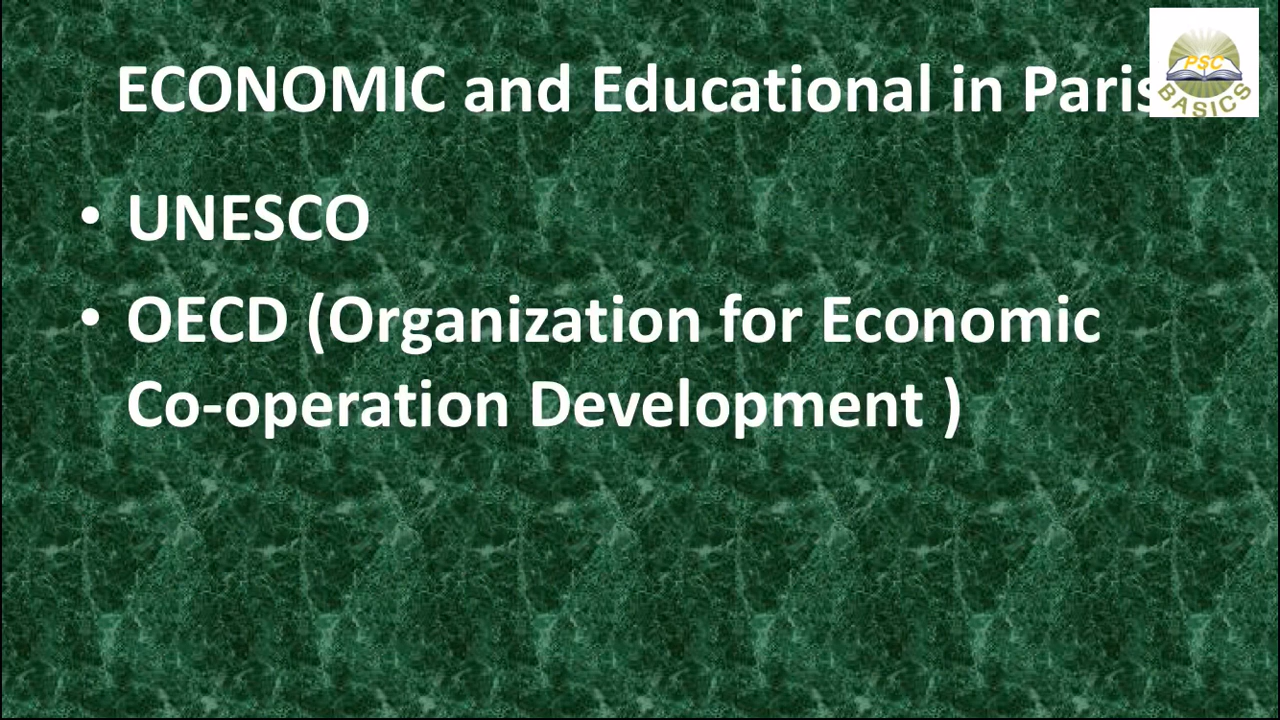 ECONOMIC and Educational in Paris
PSC
BASICS
• UNESCO
• OECD (Organization for Economic
Co-operation Development )